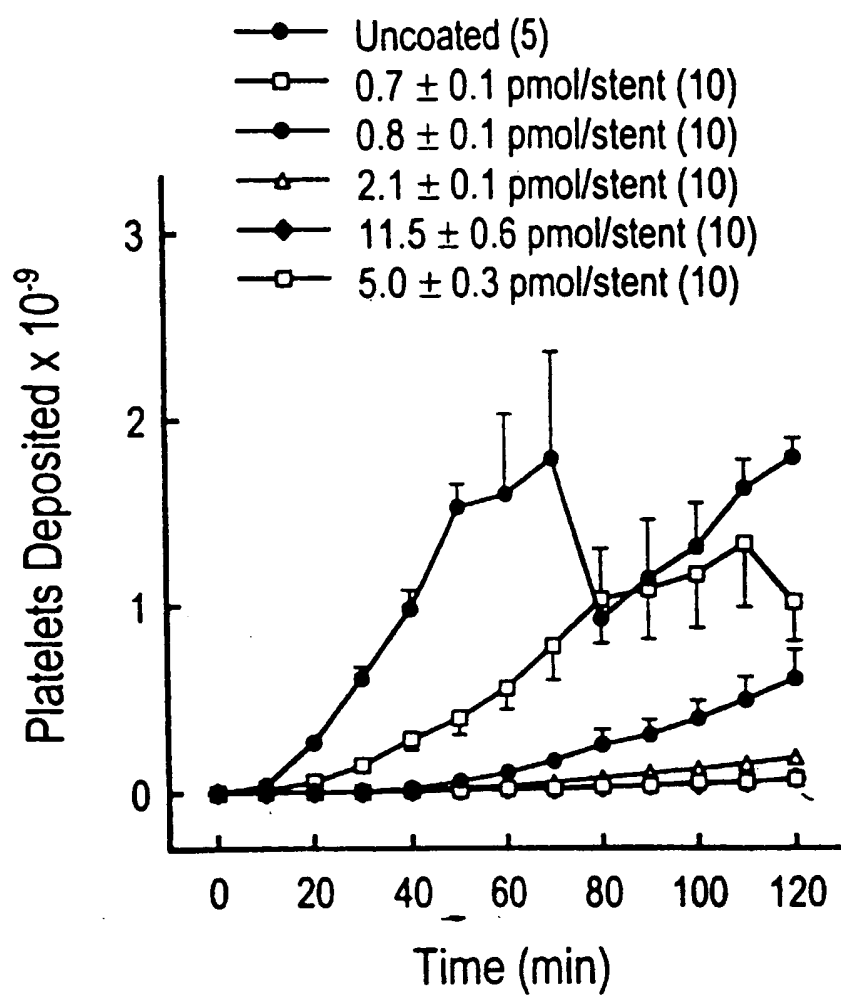 Uncoated (5)
0.7 ± 0.1 pmol/stent (10)
0.8 ± 0.1 pmol/stent (10)
2.1 ± 0.1 pmol/stent (10)
11.5 ± 0.6 pmol/stent (10)
5.0 ± 0.3 pmol/stent (10)
Platelets Deposited x 10⁻⁹
3
2
1
0
0 20 40 60 80 100 120
Time (min)